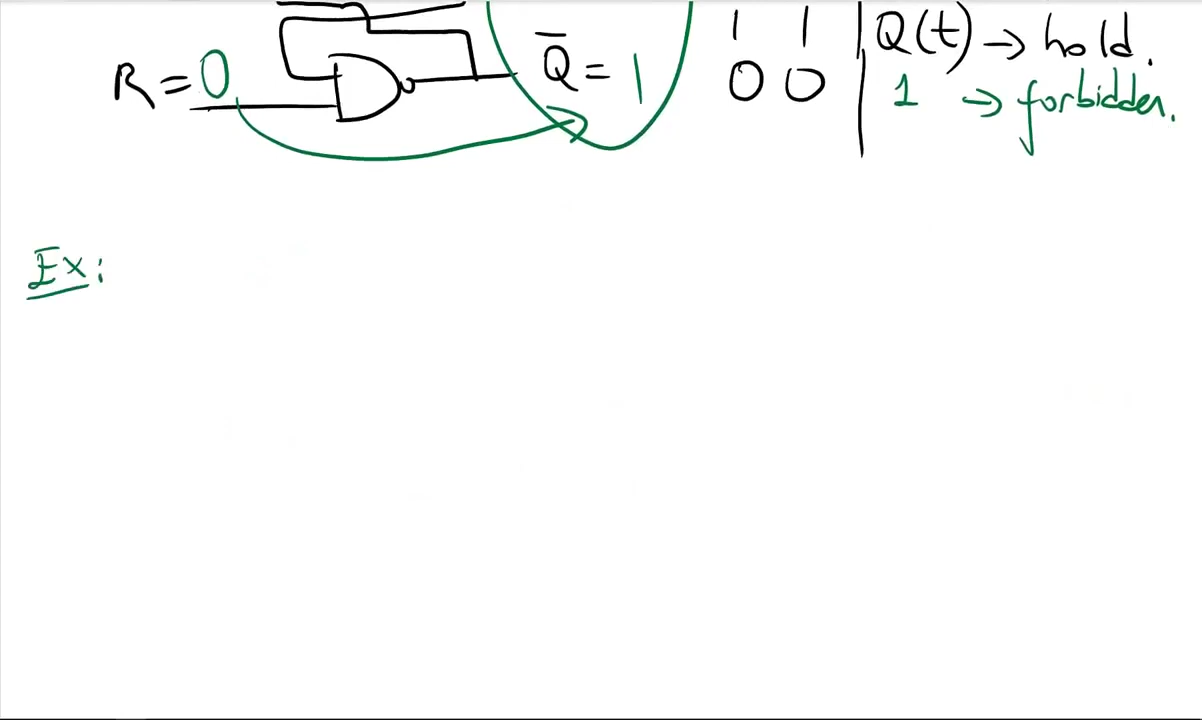 1 1 | Q(t) → hold.
R = 0 Q̅ = 1 0 0 | 1 → forbidden.
Ex: